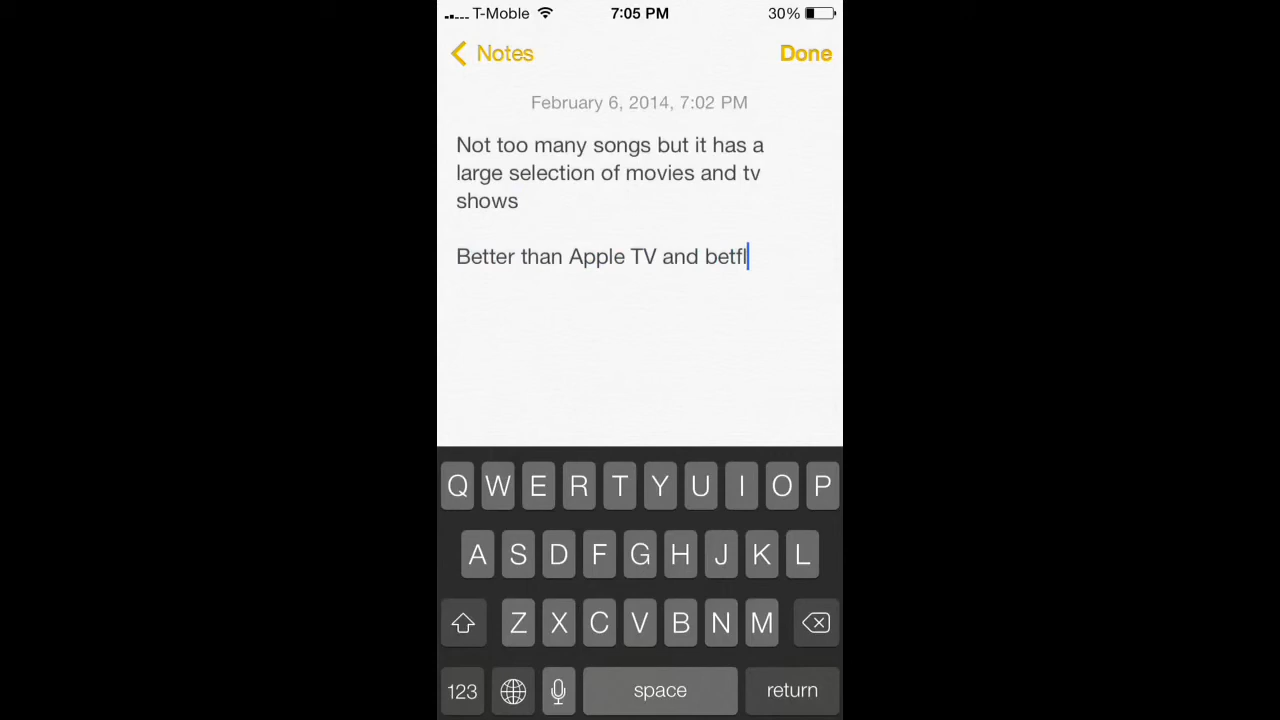 T-Moble 7:05 PM 30%
Notes Done
February 6, 2014, 7:02 PM
Not too many songs but it has a
large selection of movies and tv
shows
Better than Apple TV and betfl
Q W E R T Y U I O P
A S D F G H J K L
Z X C V B N M
123 space return